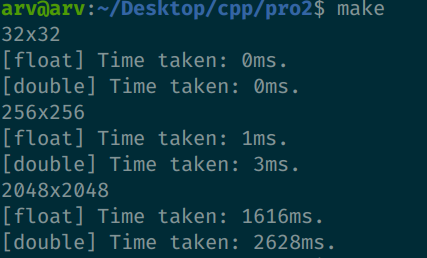 arv@arv:~/Desktop/cpp/pro2$ make
32x32
[float] Time taken: 0ms.
[double] Time taken: 0ms.
256x256
[float] Time taken: 1ms.
[double] Time taken: 3ms.
2048x2048
[float] Time taken: 1616ms.
[double] Time taken: 2628ms.